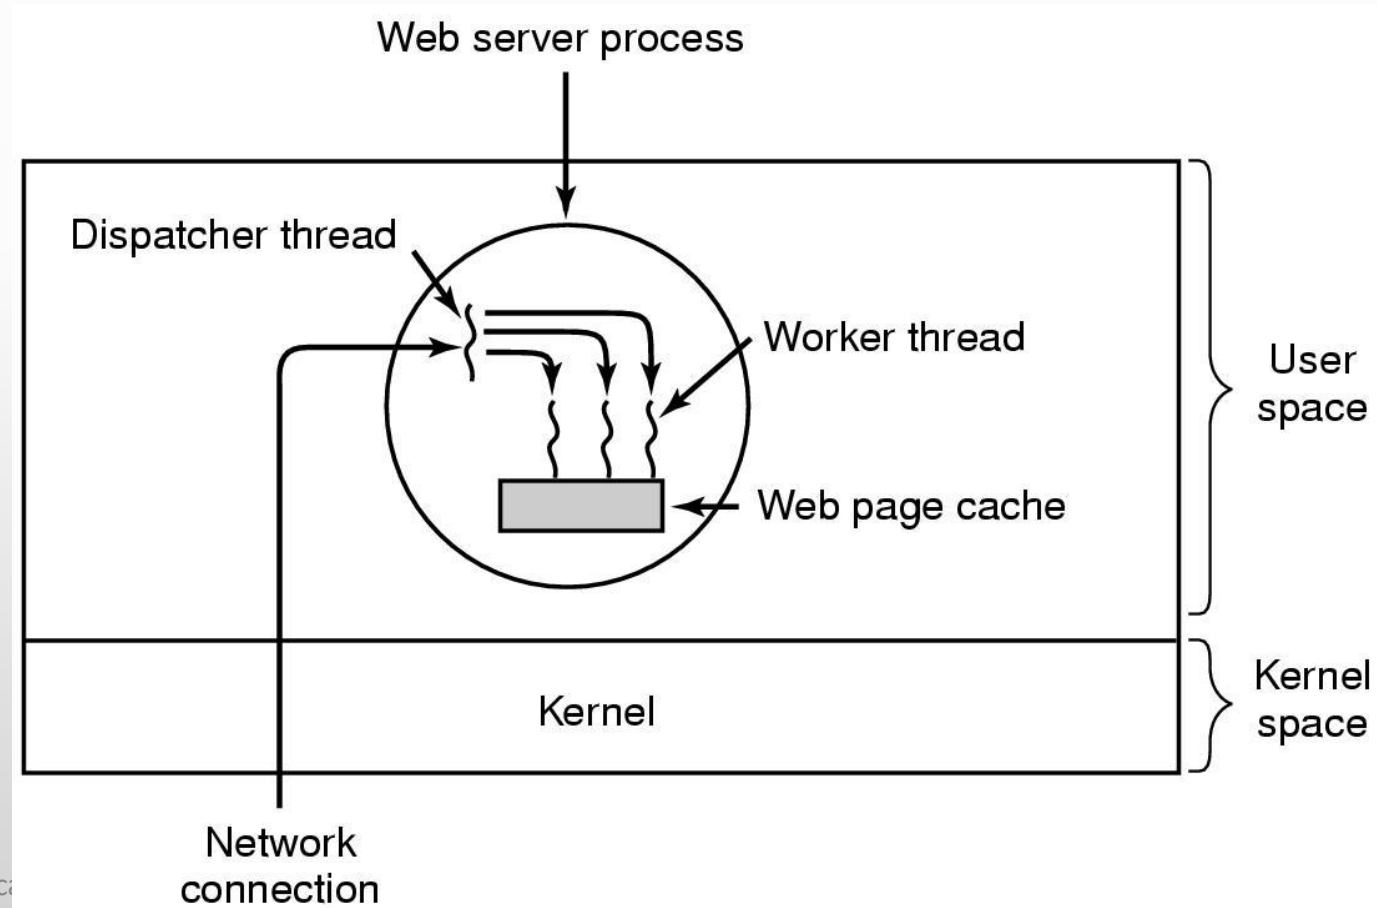 Web server process
Dispatcher thread
Worker thread
User
space
Web page cache
Kernel
space
Kernel
Network
connection